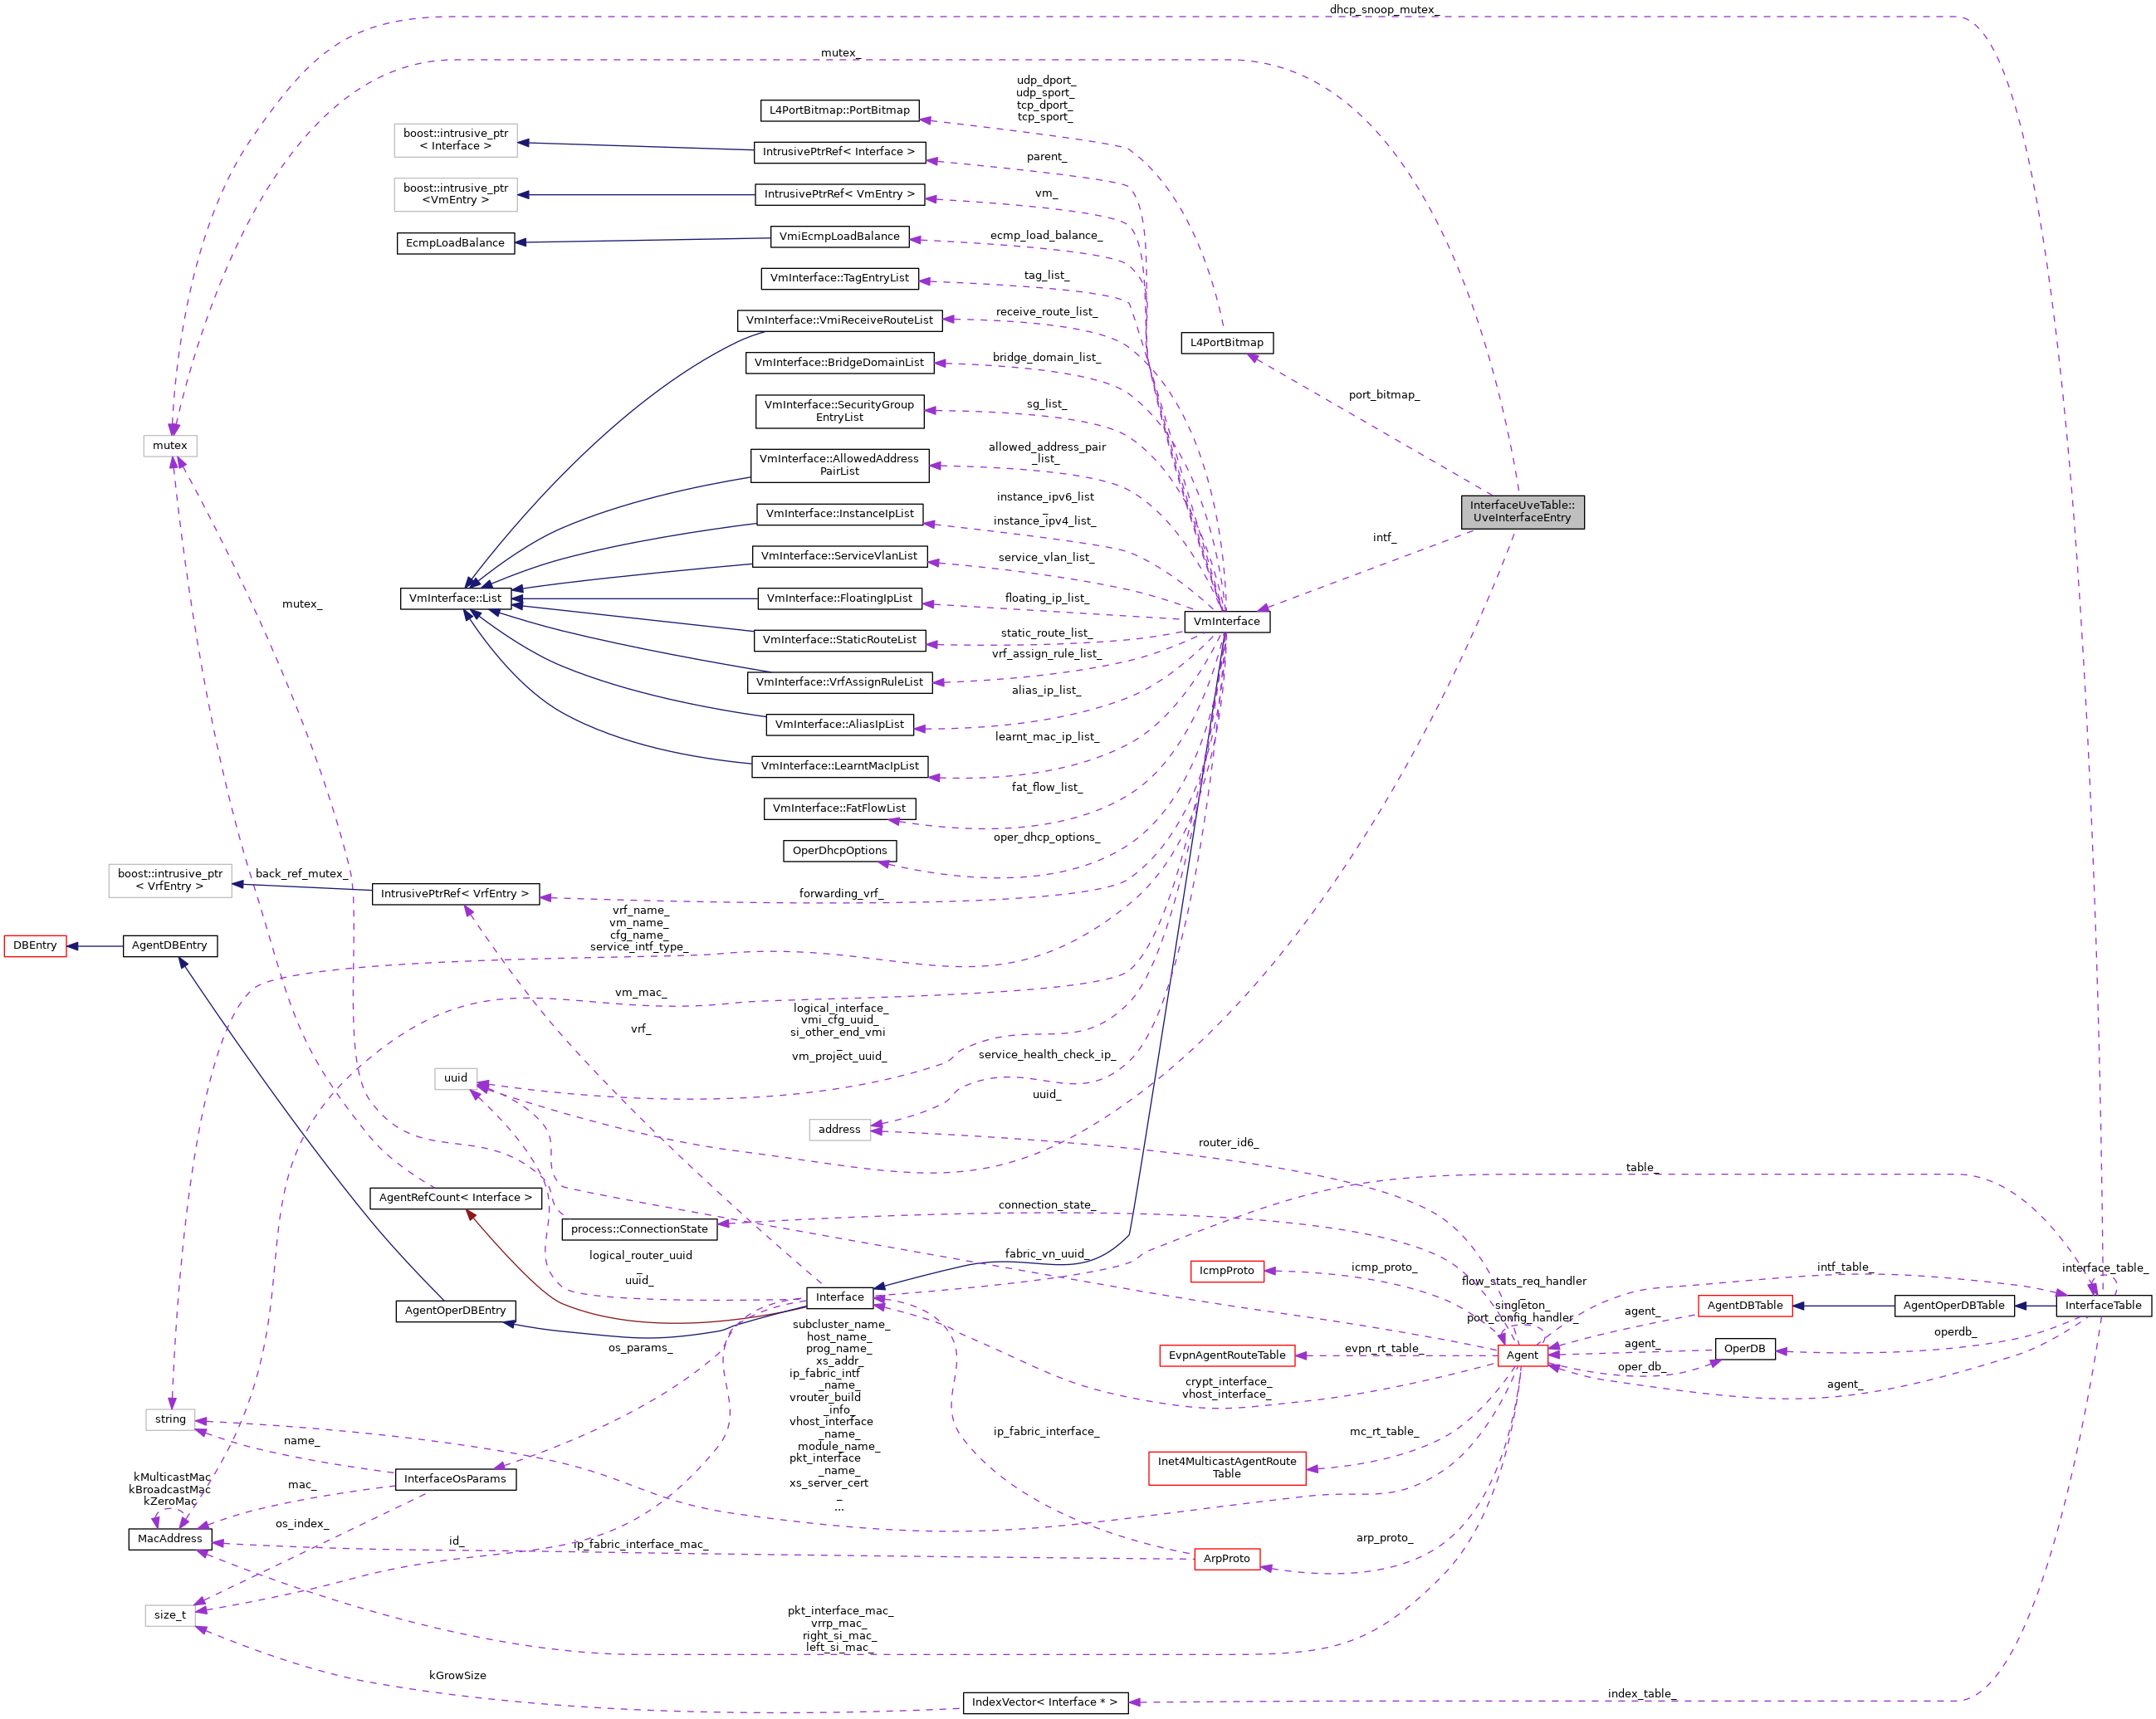 dhcp_snoop_mutex_
mutex_
udp_dport_
udp_sport_
tcp_dport_
tcp_sport_
L4PortBitmap::PortBitmap
boost::intrusive_ptr
< Interface >
IntrusivePtrRef< Interface >
parent_
boost::intrusive_ptr
<VmEntry >
IntrusivePtrRef< VmEntry >
vm_
EcmpLoadBalance
VmiEcmpLoadBalance
ecmp_load_balance_
VmInterface::TagEntryList
tag_list_
VmInterface::VmiReceiveRouteList
receive_route_list_
L4PortBitmap
VmInterface::BridgeDomainList
bridge_domain_list_
port_bitmap_
VmInterface::SecurityGroup
EntryList
sg_list_
mutex
VmInterface::AllowedAddress
PairList
allowed_address_pair
_list_
InterfaceUveTable::
UveInterfaceEntry
VmInterface::InstanceIpList
instance_ipv6_list
_
instance_ipv4_list_
intf_
VmInterface::ServiceVlanList
service_vlan_list_
mutex_
VmInterface::List
VmInterface::FloatingIpList
floating_ip_list_
VmInterface
VmInterface::StaticRouteList
static_route_list_
VmInterface::VrfAssignRuleList
vrf_assign_rule_list_
VmInterface::AliasIpList
alias_ip_list_
VmInterface::LearntMacIpList
learnt_mac_ip_list_
VmInterface::FatFlowList
fat_flow_list_
OperDhcpOptions
oper_dhcp_options_
boost::intrusive_ptr
< VrfEntry >
back_ref_mutex_
IntrusivePtrRef< VrfEntry >
forwarding_vrf_
DBEntry
AgentDBEntry
vrf_name_
vm_name_
cfg_name_
service_intf_type_
vm_mac_
vrf_
logical_interface_
vmi_cfg_uuid_
si_other_end_vmi
_
vm_project_uuid_
service_health_check_ip_
uuid
uuid_
address
router_id6_
table_
AgentRefCount< Interface >
process::ConnectionState
connection_state_
logical_router_uuid
_
uuid_
fabric_vn_uuid_
IcmpProto
icmp_proto_
flow_stats_req_handler
_
singleton_
port_config_handler_
intf_table_
interface_table_
AgentOperDBEntry
Interface
agent_
AgentDBTable
AgentOperDBTable
InterfaceTable
os_params_
EvpnAgentRouteTable
evpn_rt_table_
Agent
agent_
OperDB
operdb_
oper_db_
agent_
crypt_interface_
vhost_interface_
subcluster_name_
host_name_
prog_name_
xs_addr_
ip_fabric_intf
_name_
vrouter_build
_info_
vhost_interface
_name_
module_name_
pkt_interface
_name_
xs_server_cert
_
...
string
name_
ip_fabric_interface_
mc_rt_table_
Inet4MulticastAgentRoute
Table
InterfaceOsParams
kMulticastMac
kBroadcastMac
kZeroMac
mac_
os_index_
MacAddress
id_
ip_fabric_interface_mac_
ArpProto
arp_proto_
size_t
pkt_interface_mac_
vrrp_mac_
right_si_mac_
left_si_mac_
kGrowSize
IndexVector< Interface * >
index_table_